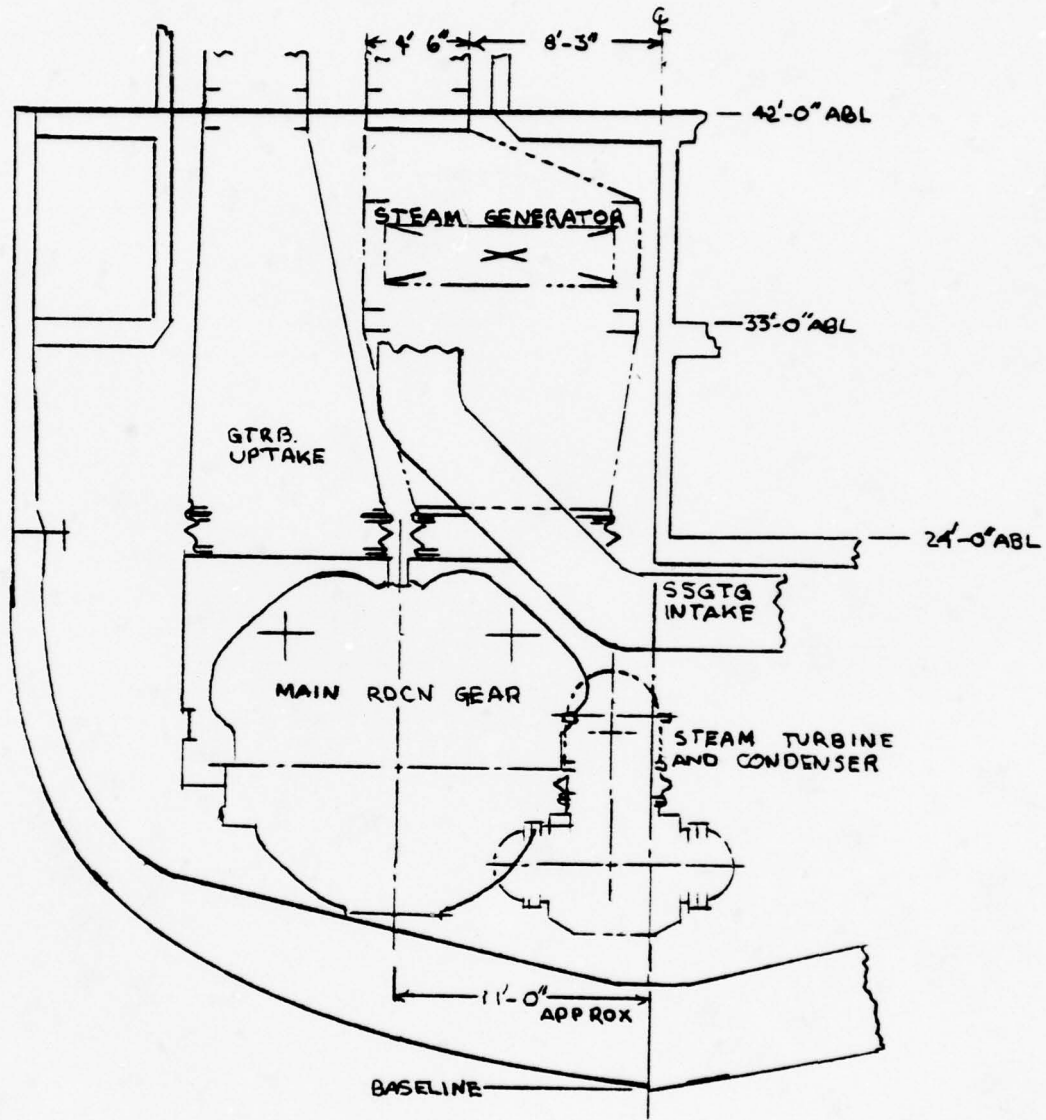 ℄
4' 6" 8'-3"
42'-0" ABL
STEAM GENERATOR
33'-0" ABL
GTRB.
UPTAKE
24'-0" ABL
SSGTG
INTAKE
MAIN RDCN GEAR
STEAM TURBINE
AND CONDENSER
11'-0"
APPROX
BASELINE